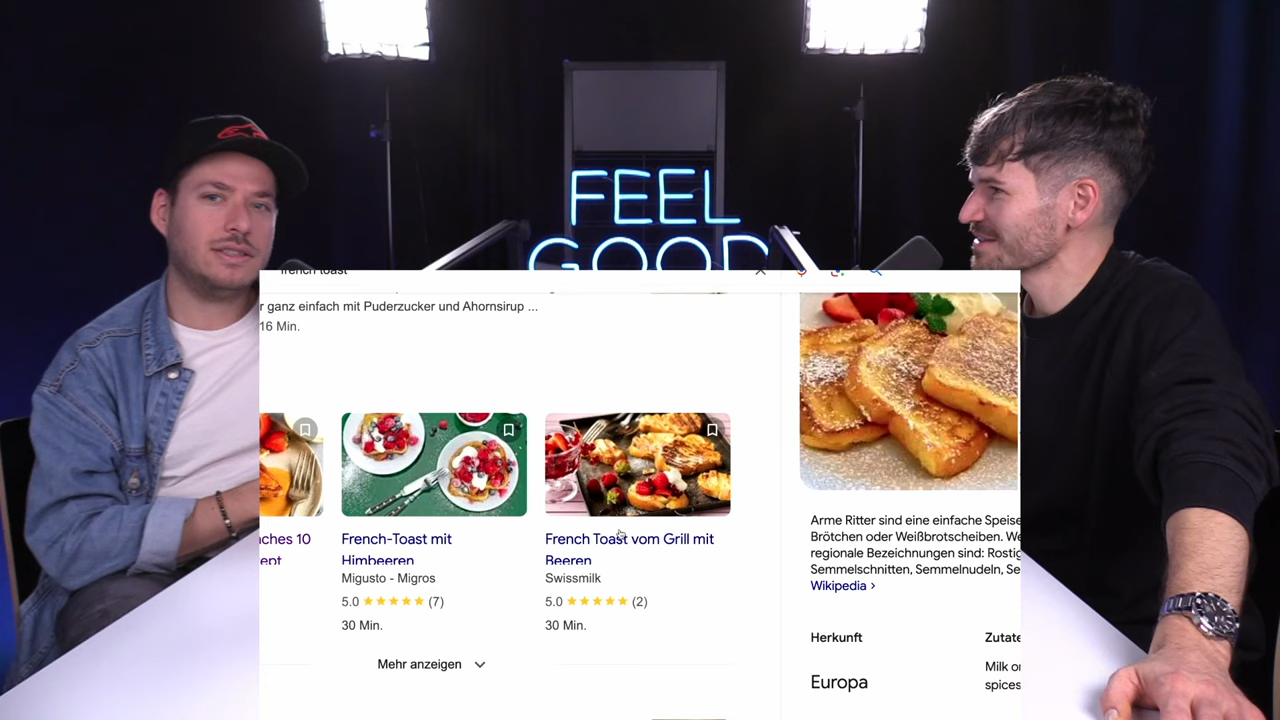 FEEL
GOOD
french toast
r ganz einfach mit Puderzucker und Ahornsirup ...
16 Min.
aches 10
ept
French-Toast mit
Himbeeren
Migusto - Migros
5.0 (7)
30 Min.
French Toast vom Grill mit
Beeren
Swissmilk
5.0 (2)
30 Min.
Mehr anzeigen
Arme Ritter sind eine einfache Speise
Brötchen oder Weißbrotscheiben. We
regionale Bezeichnungen sind: Rostig
Semmelschnitten, Semmelnudeln, Se
Wikipedia >
Herkunft
Europa
Zutate
Milk o
spices